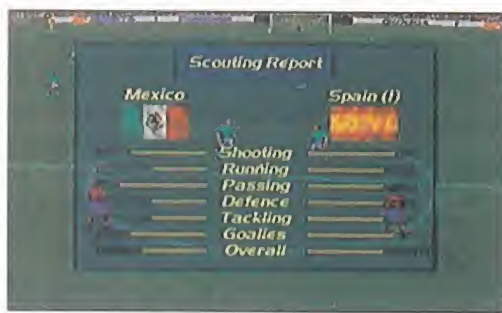 Scouting Report
Mexico Spain (I)
Shooting
Running
Passing
Defence
Tackling
Goalies
Overall